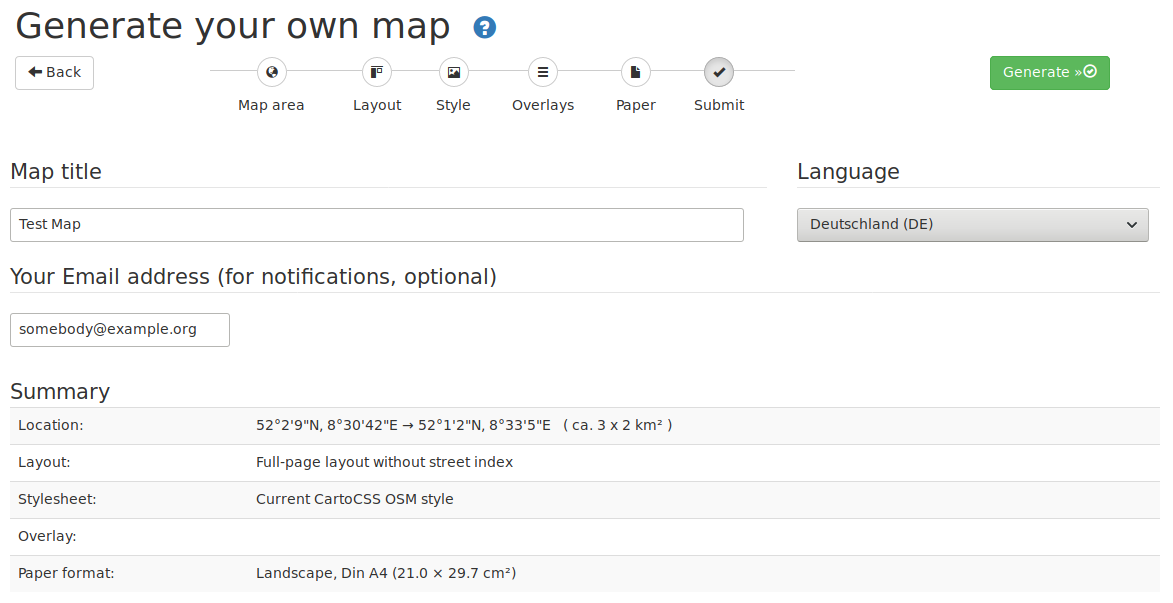 Generate your own map ?
Back
Generate »
Map area
Layout
Style
Overlays
Paper
Submit
Map title
Language
Test Map
Deutschland (DE)
Your Email address (for notifications, optional)
somebody@example.org
Summary
Location: 52°2'9"N, 8°30'42"E → 52°1'2"N, 8°33'5"E ( ca. 3 x 2 km² )
Layout: Full-page layout without street index
Stylesheet: Current CartoCSS OSM style
Overlay:
Paper format: Landscape, Din A4 (21.0 × 29.7 cm²)